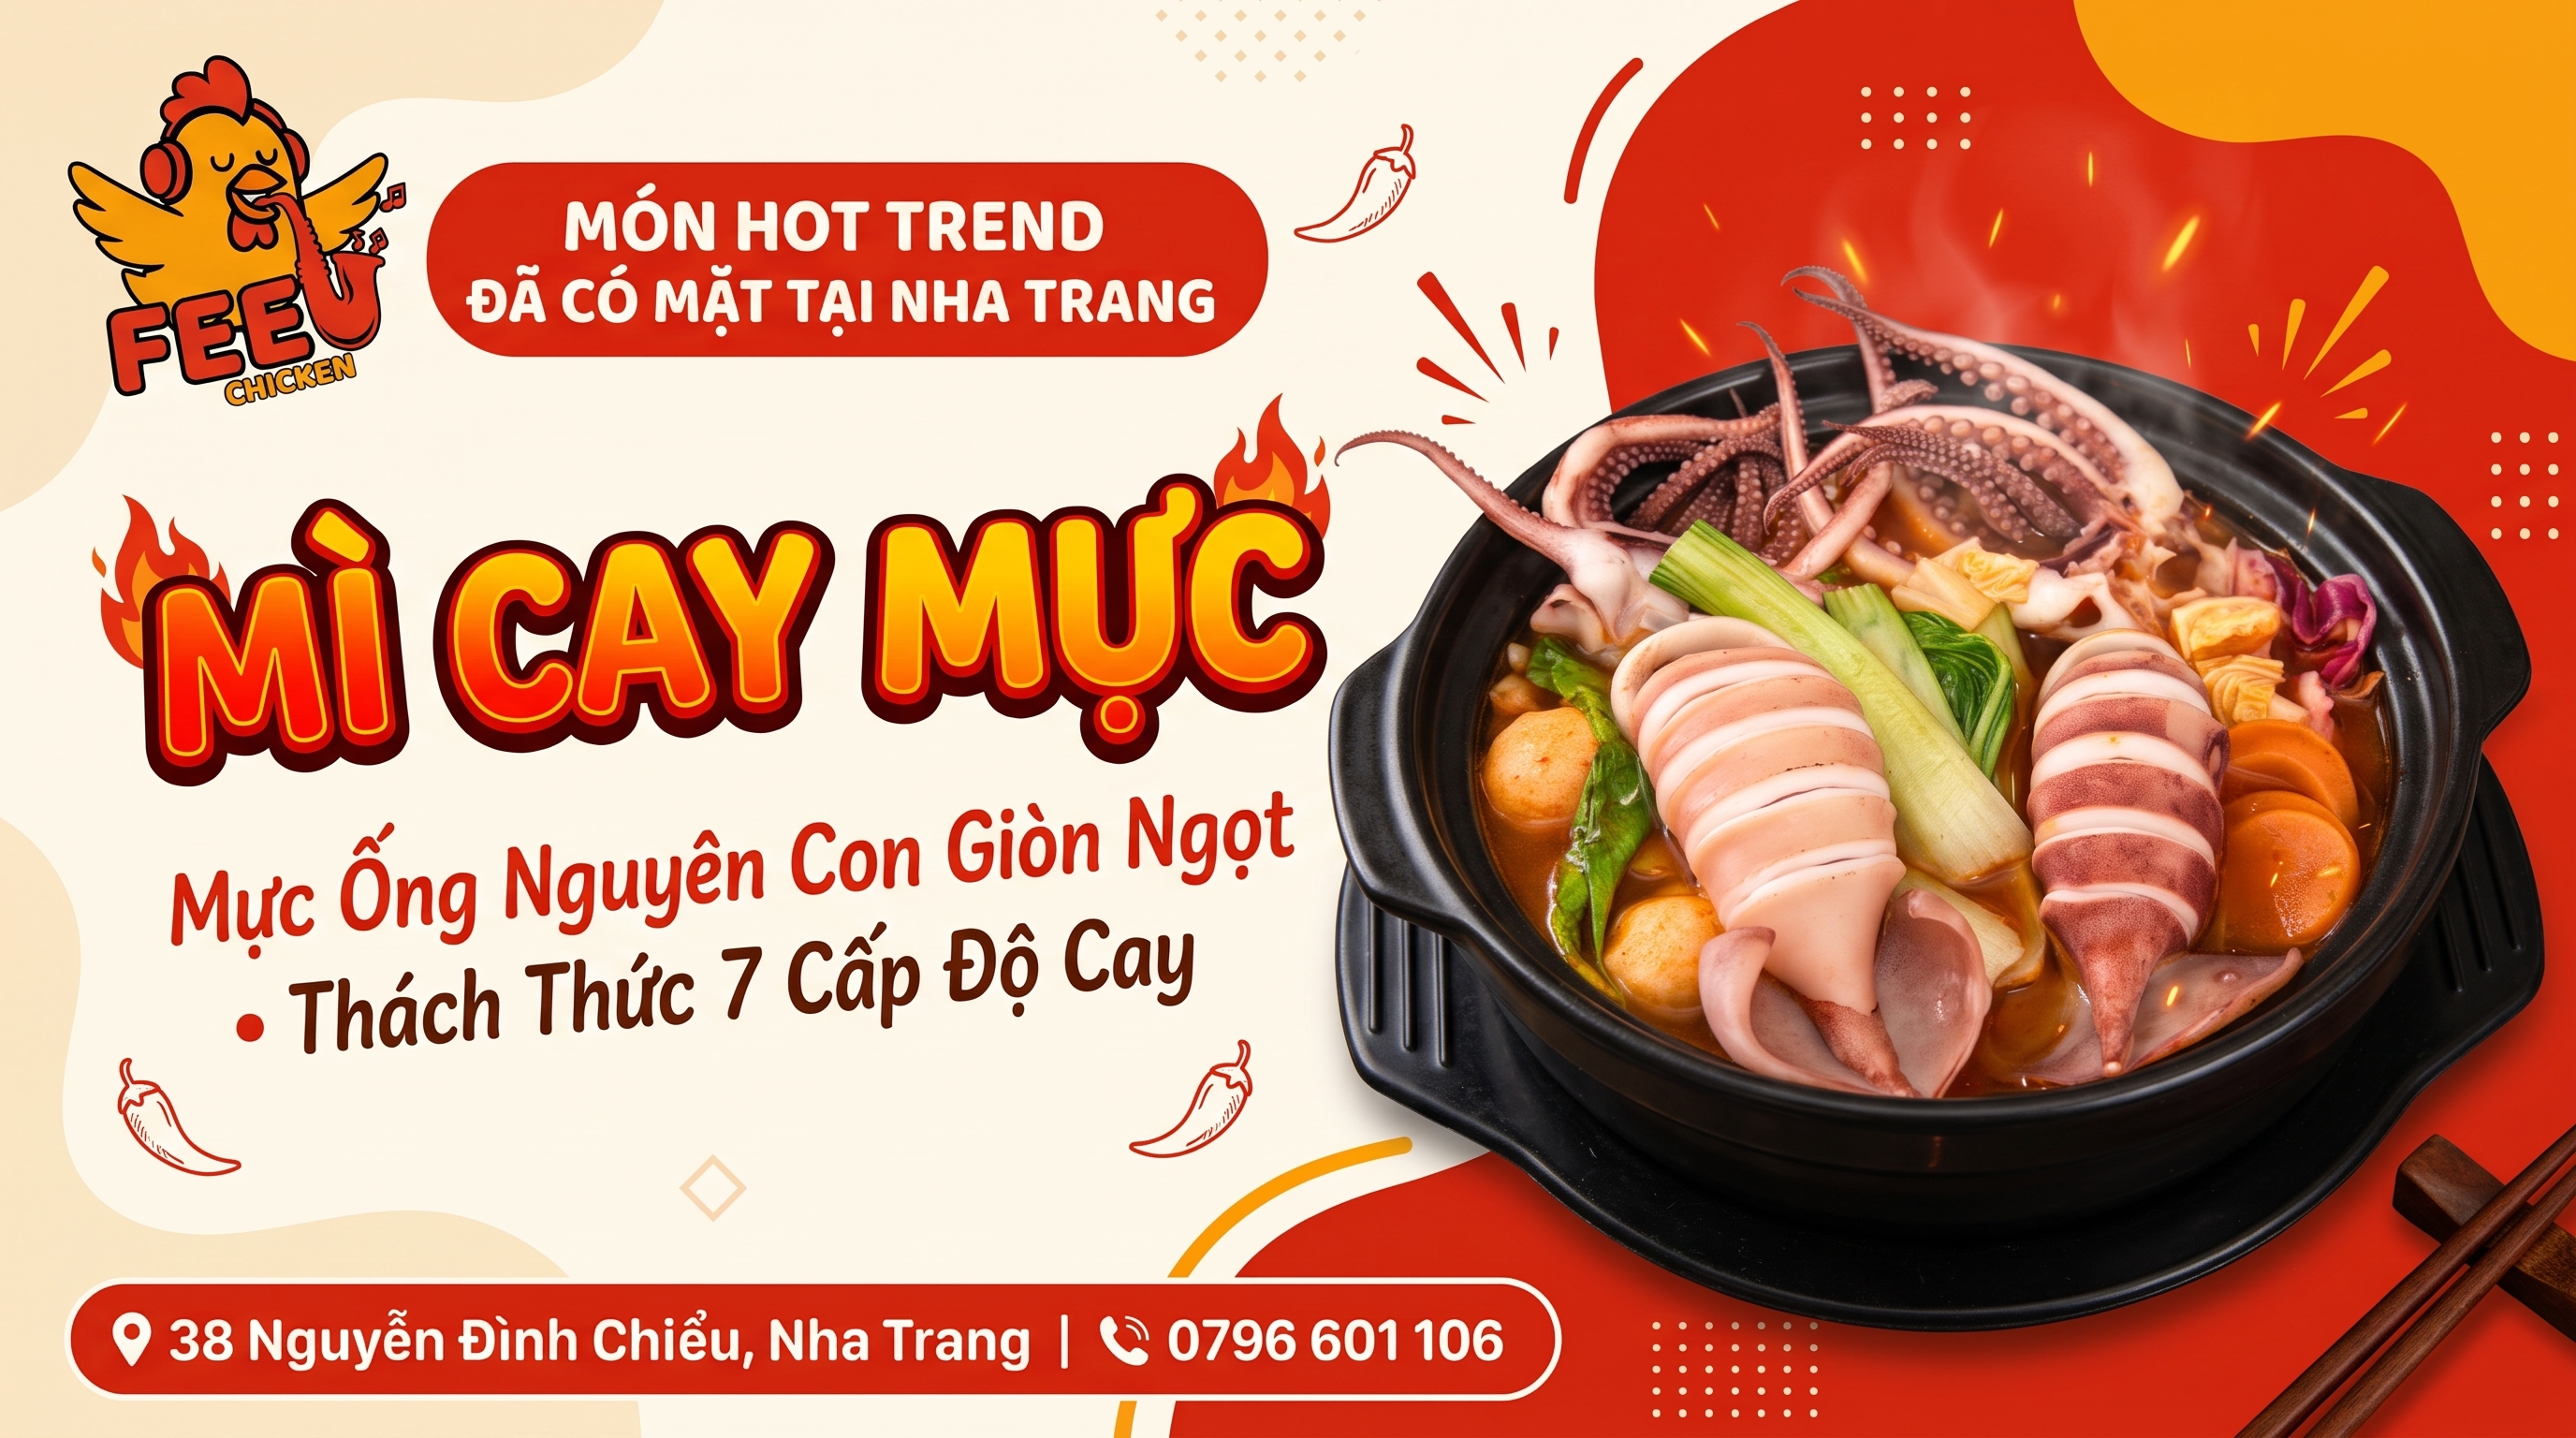 FEEU
CHICKEN
MÓN HOT TREND
ĐÃ CÓ MẶT TẠI NHA TRANG
MÌ CAY MỰC
Mực Ống Nguyên Con Giòn Ngọt
• Thách Thức 7 Cấp Độ Cay
38 Nguyễn Đình Chiểu, Nha Trang | 0796 601 106